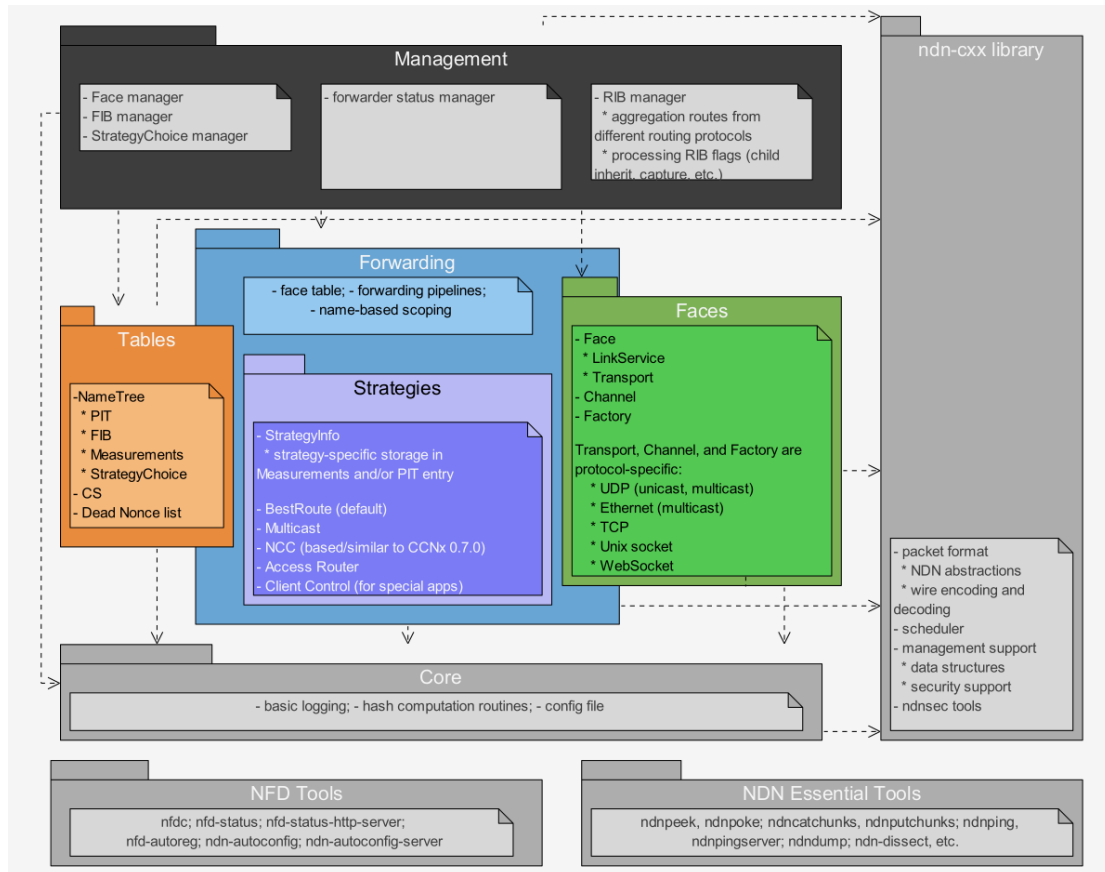 Management
- Face manager
- FIB manager
- StrategyChoice manager
- forwarder status manager
- RIB manager
* aggregation routes from
different routing protocols
* processing RIB flags (child
inherit, capture, etc.)
ndn-cxx library
Forwarding
- face table; - forwarding pipelines;
- name-based scoping
Tables
-NameTree
* PIT
* FIB
* Measurements
* StrategyChoice
- CS
- Dead Nonce list
Strategies
- StrategyInfo
* strategy-specific storage in
Measurements and/or PIT entry
- BestRoute (default)
- Multicast
- NCC (based/similar to CCNx 0.7.0)
- Access Router
- Client Control (for special apps)
Faces
- Face
* LinkService
* Transport
- Channel
- Factory
Transport, Channel, and Factory are
protocol-specific:
* UDP (unicast, multicast)
* Ethernet (multicast)
* TCP
* Unix socket
* WebSocket
- packet format
* NDN abstractions
* wire encoding and
decoding
- scheduler
- management support
* data structures
* security support
- ndnsec tools
Core
- basic logging; - hash computation routines; - config file
NFD Tools
nfdc; nfd-status; nfd-status-http-server;
nfd-autoreg; ndn-autoconfig; ndn-autoconfig-server
NDN Essential Tools
ndnpeek, ndnpoke; ndncatchunks, ndnputchunks; ndnping,
ndnpingserver; ndndump; ndn-dissect, etc.